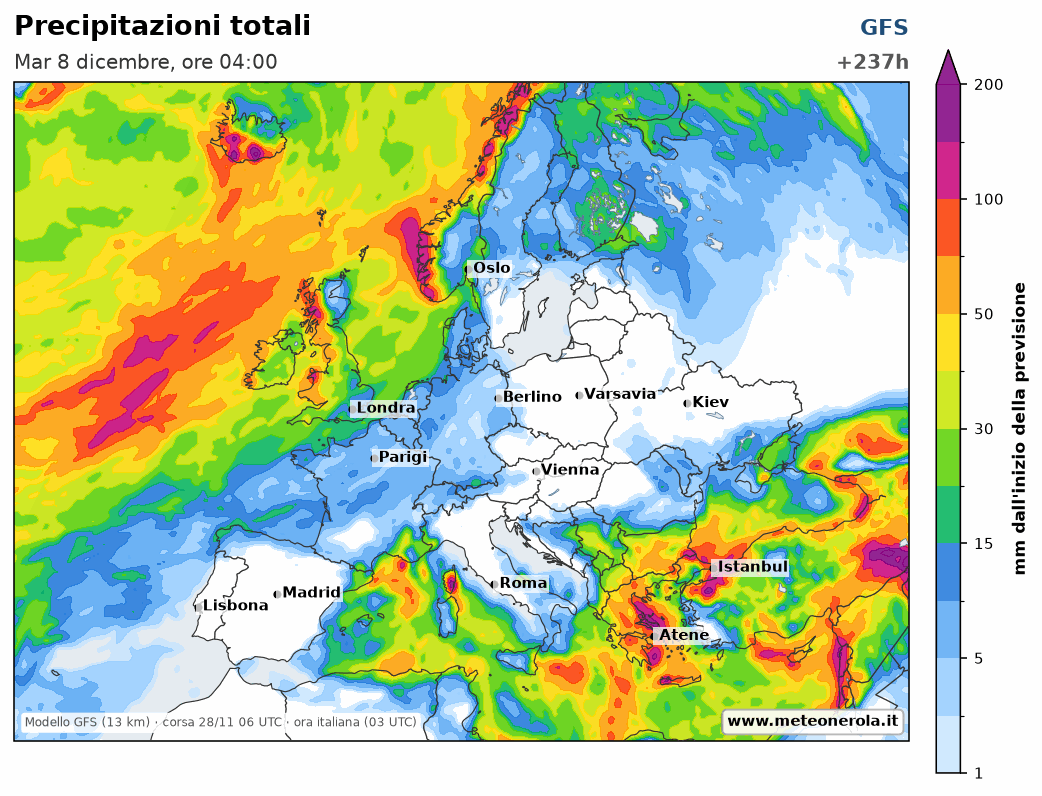 Precipitazioni totali
GFS
Mar 8 dicembre, ore 04:00
+237h
200
100
50
30
15
5
1
mm dall'inizio della previsione
Oslo
Berlino
Varsavia
Kiev
Londra
Parigi
Vienna
Istanbul
Roma
Madrid
Lisbona
Atene
Modello GFS (13 km) · corsa 28/11 06 UTC · ora italiana (03 UTC)
www.meteonerola.it